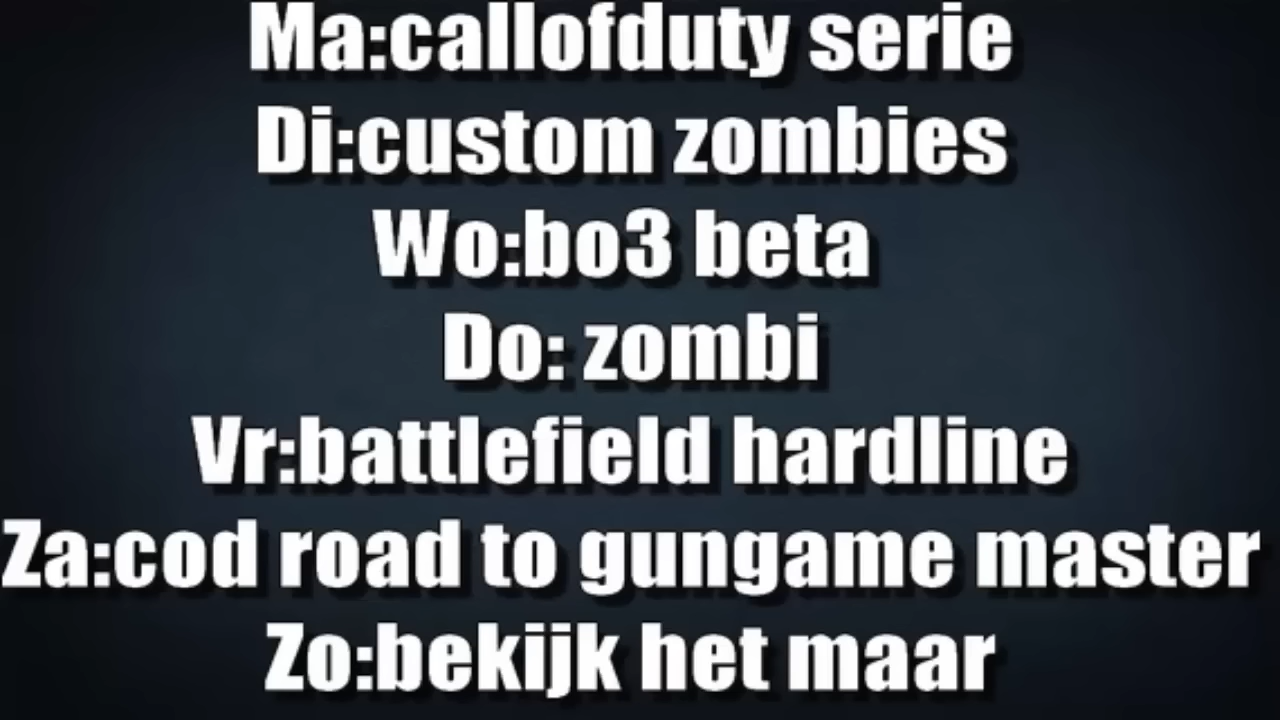 Ma:callofduty serie
Di:custom zombies
Wo:bo3 beta
Do: zombi
Vr:battlefield hardline
Za:cod road to gungame master
Zo:bekijk het maar